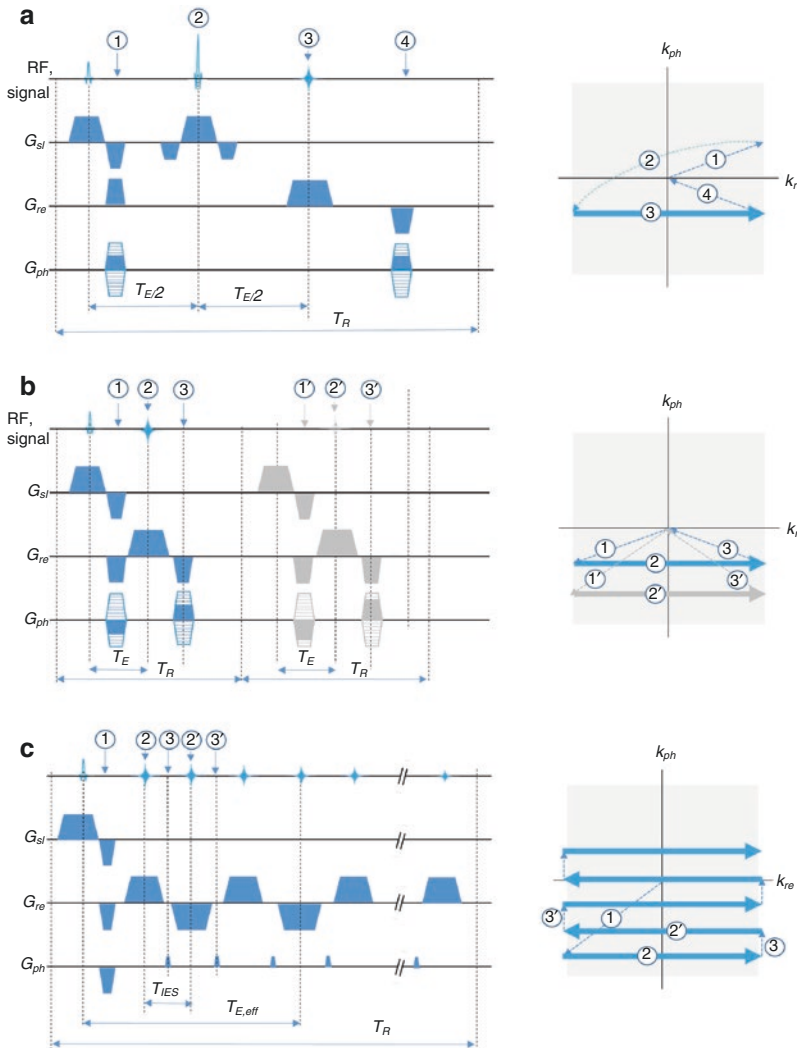 a
1 2 3 4
RF, signal
G_sl
G_re
G_ph
T_E/2 T_E/2
T_R
k_ph
k_r
2 1
4
3
b
1 2 3 1′ 2′ 3′
RF, signal
G_sl
G_re
G_ph
T_E T_R T_E T_R
k_ph
k_r
1 3
2
1′ 3′
2′
c
1 2 3 2′ 3′
G_sl
G_re
G_ph
T_IES
T_E,eff
T_R
k_ph
k_re
3′ 1
2′ 3
2